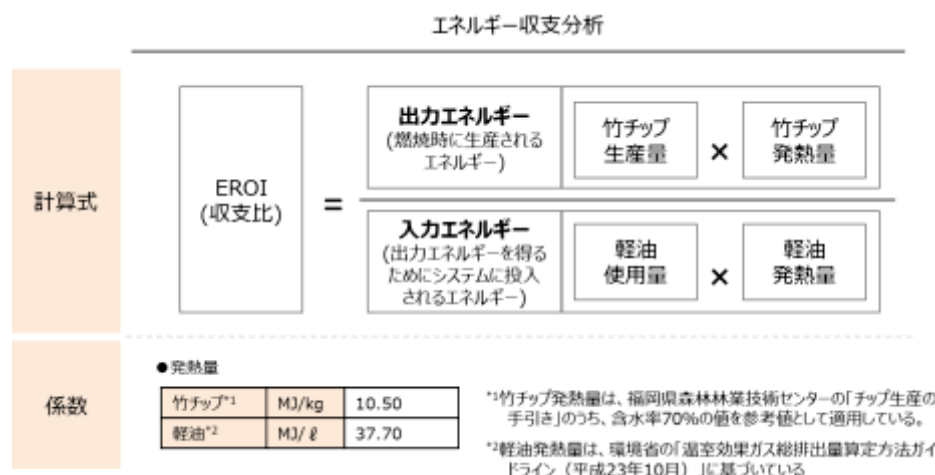 エネルギー収支分析
計算式
EROI
(収支比)
=
出力エネルギー
(燃焼時に生産される
エネルギー)
竹チップ
生産量
×
竹チップ
発熱量
入力エネルギー
(出力エネルギーを得る
ためにシステムに投入
されるエネルギー)
軽油
使用量
×
軽油
発熱量
係数
●発熱量
竹チップ*1 MJ/kg 10.50
軽油*2 MJ/ℓ 37.70
*1竹チップ発熱量は、福岡県森林林業技術センターの「チップ生産の
手引き」のうち、含水率70%の値を参考値として適用している。
*2軽油発熱量は、環境省の「温室効果ガス総排出量算定方法ガイ
ドライン（平成23年10月）」に基づいている